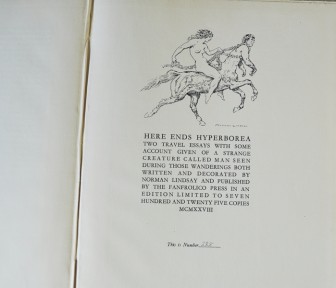 HERE ENDS HYPERBOREA
TWO TRAVEL ESSAYS WITH SOME
ACCOUNT GIVEN OF A STRANGE
CREATURE CALLED MAN SEEN
DURING THOSE WANDERINGS BOTH
WRITTEN AND DECORATED BY
NORMAN LINDSAY AND PUBLISHED
BY THE FANFROLICO PRESS IN AN
EDITION LIMITED TO SEVEN
HUNDRED AND TWENTY FIVE COPIES
MCMXXVIII
This is Number